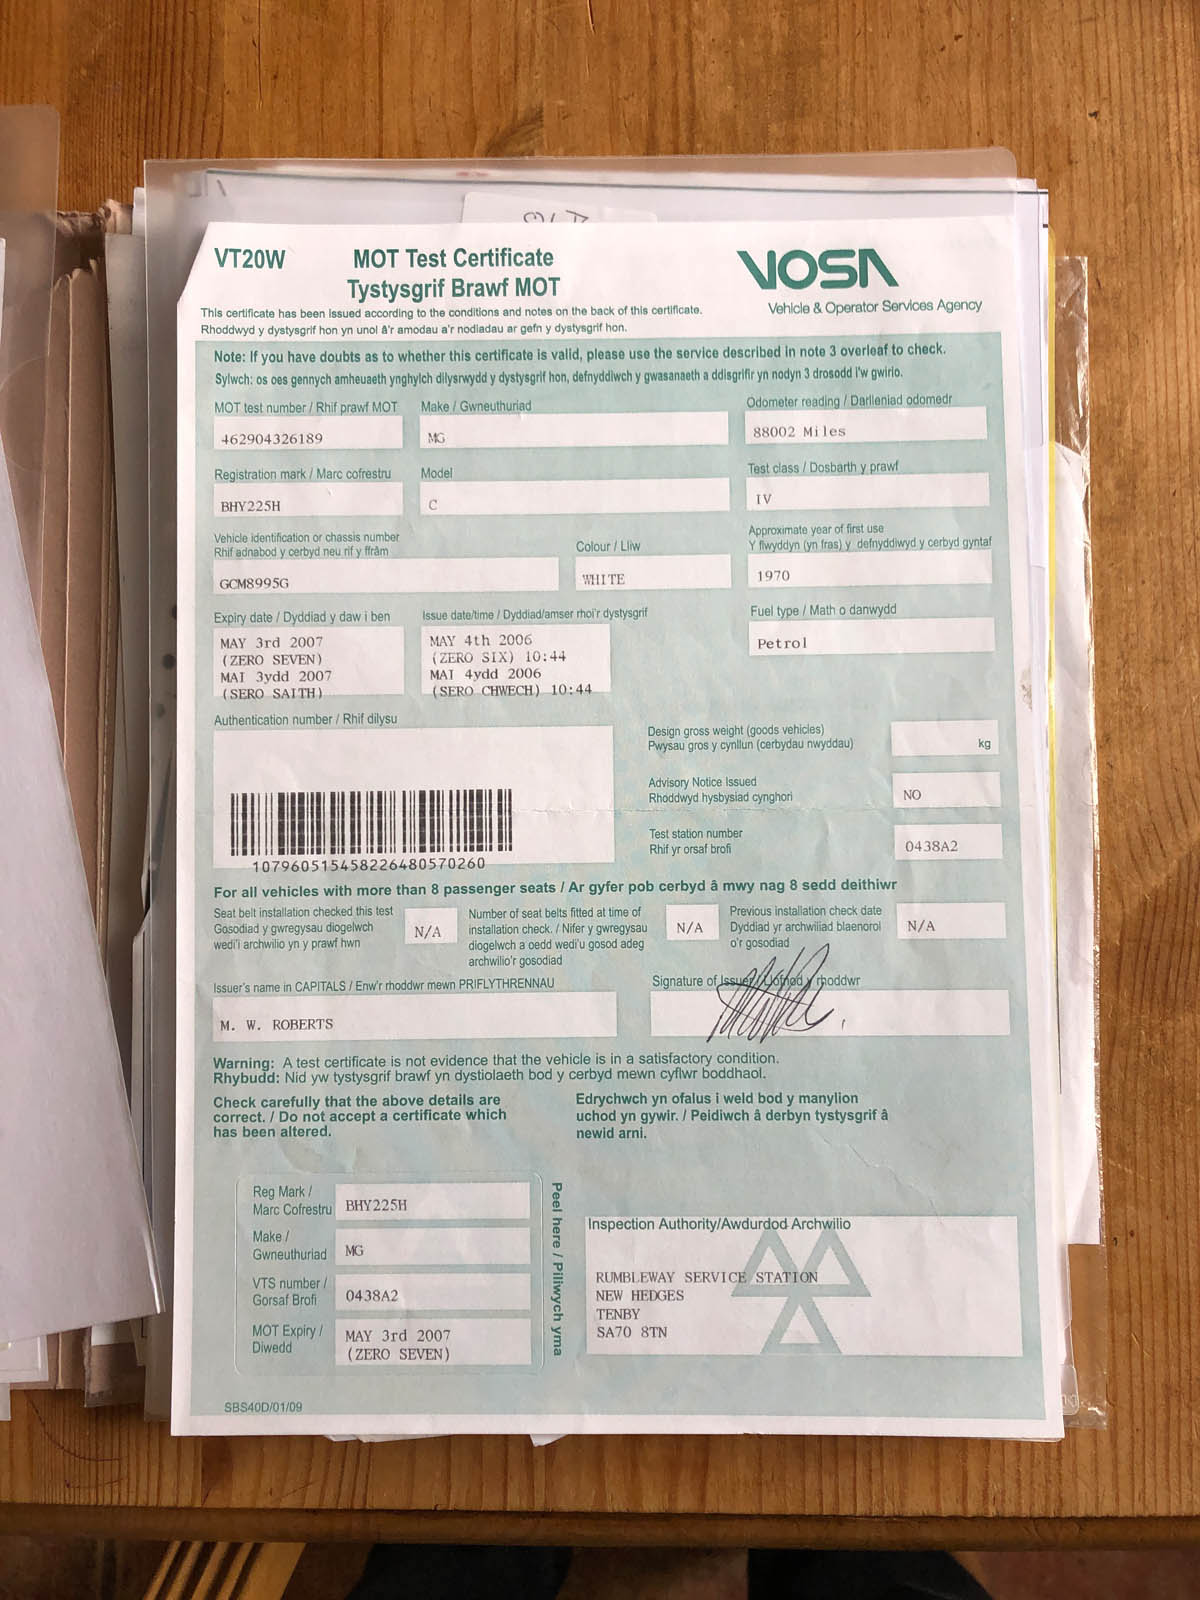 VT20W
MOT Test Certificate
Tystysgrif Brawf MOT
VOSA
Vehicle & Operator Services Agency
This certificate has been issued according to the conditions and notes on the back of this certificate.
Rhoddwyd y dystysgrif hon yn unol â'r amodau a'r nodiadau ar gefn y dystysgrif hon.
Note: If you have doubts as to whether this certificate is valid, please use the service described in note 3 overleaf to check.
Sylwch: os oes gennych amheuaeth ynghylch dilysrwydd y dystysgrif hon, defnyddiwch y gwasanaeth a ddisgrifir yn nodyn 3 drosodd i'w gwirio.
MOT test number / Rhif prawf MOT
462904326189
Make / Gwneuthuriad
MG
Odometer reading / Darlleniad odomedr
88002 Miles
Registration mark / Marc cofrestru
BHY225H
Model
C
Test class / Dosbarth y prawf
IV
Vehicle identification or chassis number
Rhif adnabod y cerbyd neu rif y ffrâm
GCM8995G
Colour / Lliw
WHITE
Approximate year of first use
Y flwyddyn (yn fras) y defnyddiwyd y cerbyd gyntaf
1970
Expiry date / Dyddiad y daw i ben
MAY 3rd 2007
(ZERO SEVEN)
MAI 3ydd 2007
(SERO SAITH)
Issue date/time / Dyddiad/amser rhoi'r dystysgrif
MAY 4th 2006
(ZERO SIX) 10:44
MAI 4ydd 2006
(SERO CHWECH) 10:44
Fuel type / Math o danwydd
Petrol
Authentication number / Rhif dilysu
107960515458226480570260
Design gross weight (goods vehicles)
Pwysau gros y cynllun (cerbydau nwyddau)
kg
Advisory Notice Issued
Rhoddwyd hysbysiad cynghori
NO
Test station number
Rhif yr orsaf brofi
0438A2
For all vehicles with more than 8 passenger seats / Ar gyfer pob cerbyd â mwy nag 8 sedd deithiwr
Seat belt installation checked this test
Gosodiad y gwregysau diogelwch
wedi'i archwilio yn y prawf hwn
N/A
Number of seat belts fitted at time of
installation check. / Nifer y gwregysau
diogelwch a oedd wedi'u gosod adeg
archwilio'r gosodiad
N/A
Previous installation check date
Dyddiad yr archwiliad blaenorol
o'r gosodiad
N/A
Issuer's name in CAPITALS / Enw'r rhoddwr mewn PRIFLYTHRENNAU
M. W. ROBERTS
Signature of Issuer / Llofnod y rhoddwr
Warning: A test certificate is not evidence that the vehicle is in a satisfactory condition.
Rhybudd: Nid yw tystysgrif brawf yn dystiolaeth bod y cerbyd mewn cyflwr boddhaol.
Check carefully that the above details are
correct. / Do not accept a certificate which
has been altered.
Edrychwch yn ofalus i weld bod y manylion
uchod yn gywir. / Peidiwch â derbyn tystysgrif â
newid arni.
Reg Mark /
Marc Cofrestru
BHY225H
Make /
Gwneuthuriad
MG
VTS number /
Gorsaf Brofi
0438A2
MOT Expiry /
Diwedd
MAY 3rd 2007
(ZERO SEVEN)
Peel here / Piliwych yma
Inspection Authority/Awdurdod Archwilio
RUMBLEWAY SERVICE STATION
NEW HEDGES
TENBY
SA70 8TN
SBS40D/01/09